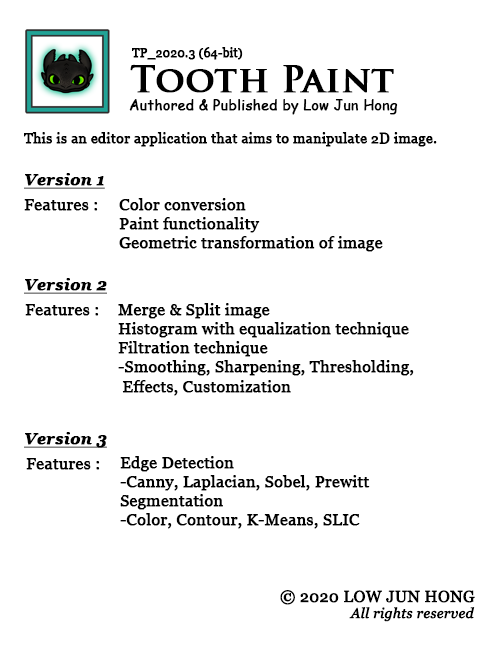 TP_2020.3 (64-bit)
TOOTH PAINT
Authored & Published by Low Jun Hong
This is an editor application that aims to manipulate 2D image.
Version 1
Features : Color conversion
Paint functionality
Geometric transformation of image
Version 2
Features : Merge & Split image
Histogram with equalization technique
Filtration technique
-Smoothing, Sharpening, Thresholding,
Effects, Customization
Version 3
Features : Edge Detection
-Canny, Laplacian, Sobel, Prewitt
Segmentation
-Color, Contour, K-Means, SLIC
© 2020 LOW JUN HONG
All rights reserved